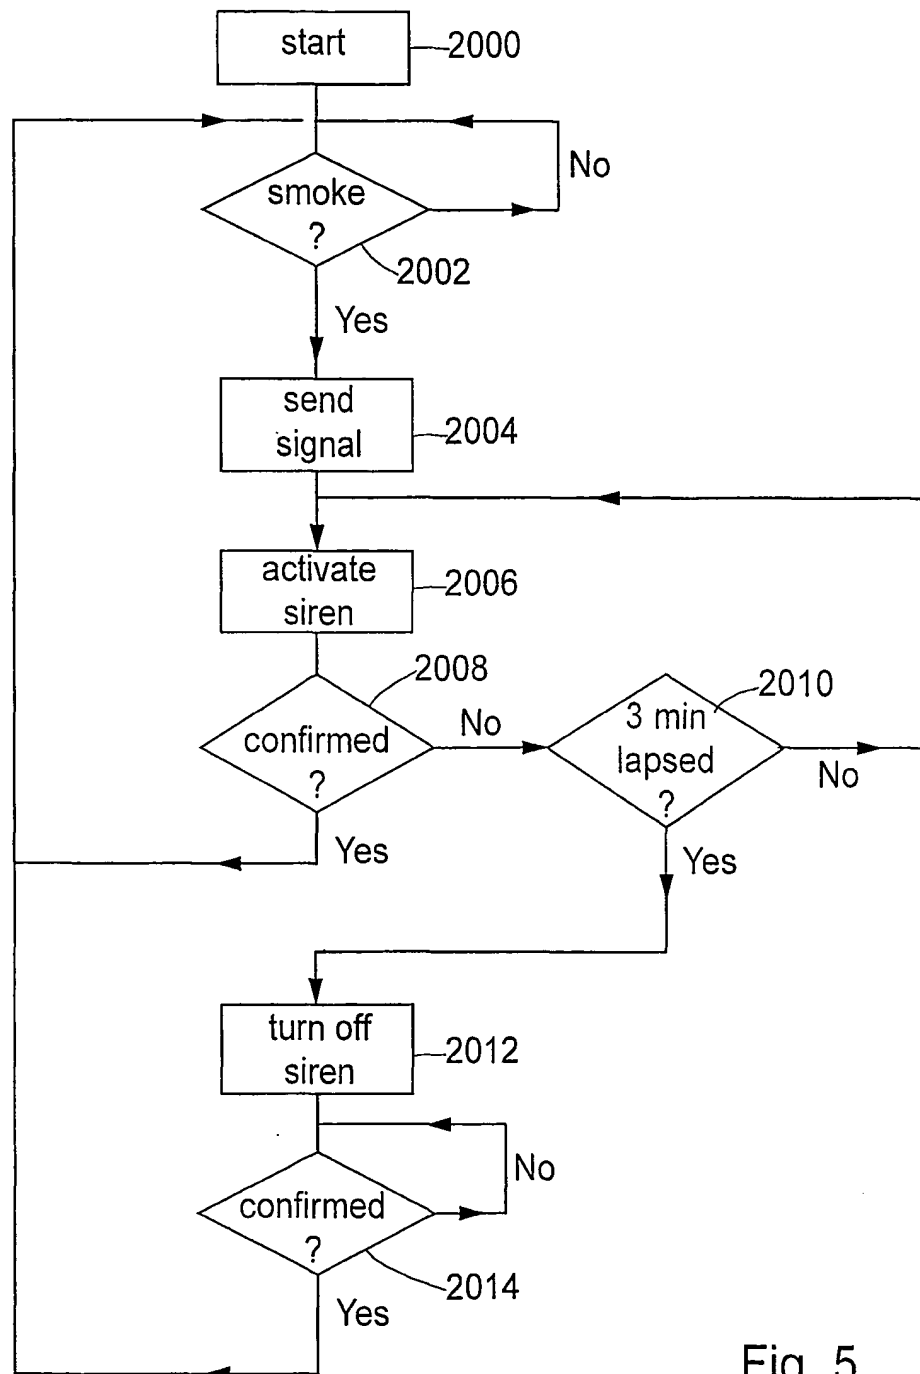 start
2000
No
smoke
?
2002
Yes
send
signal
2004
activate
siren
2006
2008
confirmed
?
No
2010
3 min
lapsed
?
No
Yes
Yes
turn off
siren
2012
No
confirmed
?
2014
Yes
Fig. 5